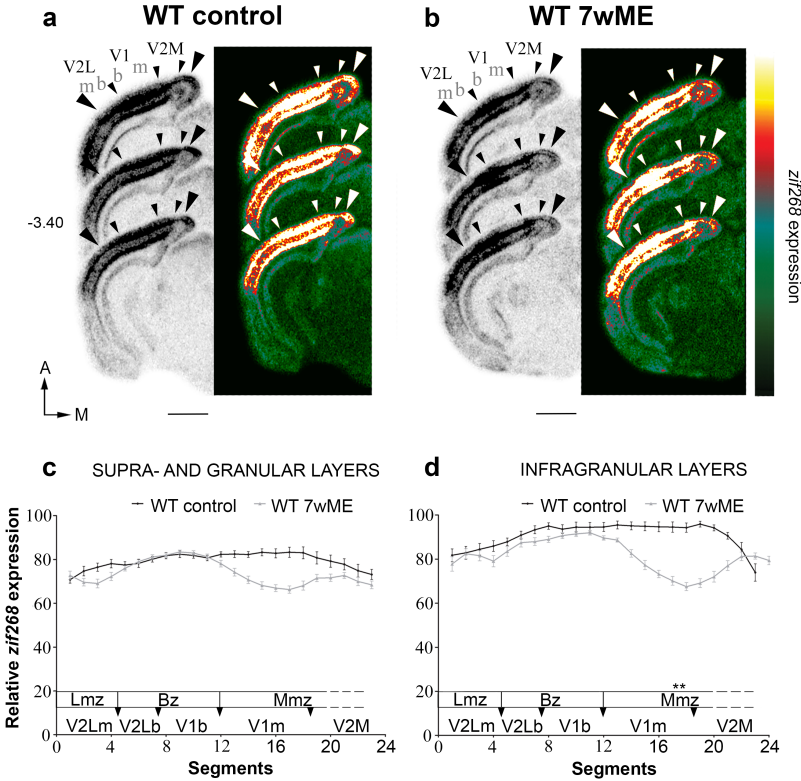 a WT control
b WT 7wME
V2L V1 V2M
m b b m
V2L V1 V2M
m b b m
-3.40
A
M
zif268 expression
c SUPRA- AND GRANULAR LAYERS
WT control WT 7wME
Relative zif268 expression
100
80
60
40
20
0
Lmz Bz Mmz
V2Lm V2Lb V1b V1m V2M
0 4 8 12 16 20 24
Segments
d INFRAGRANULAR LAYERS
WT control WT 7wME
100
80
60
40
20
0
**
Lmz Bz Mmz
V2Lm V2Lb V1b V1m V2M
0 4 8 12 16 20 24
Segments